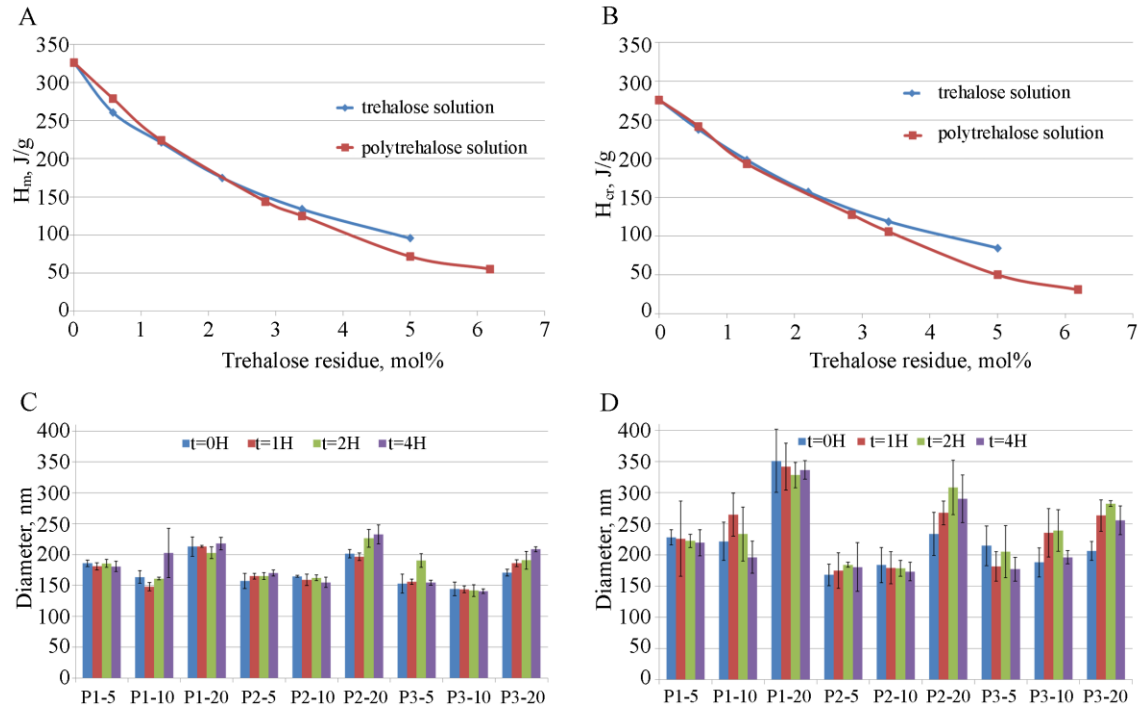 A
350
300
250
200
150
100
50
0
Hm, J/g
trehalose solution
polytrehalose solution
0 1 2 3 4 5 6 7
Trehalose residue, mol%
B
350
300
250
200
150
100
50
0
Hcr, J/g
trehalose solution
polytrehalose solution
0 1 2 3 4 5 6 7
Trehalose residue, mol%
C
t=0H t=1H t=2H t=4H
400
350
300
250
200
150
100
50
0
Diameter, nm
P1-5 P1-10 P1-20 P2-5 P2-10 P2-20 P3-5 P3-10 P3-20
D
t=0H t=1H t=2H t=4H
400
350
300
250
200
150
100
50
0
Diameter, nm
P1-5 P1-10 P1-20 P2-5 P2-10 P2-20 P3-5 P3-10 P3-20